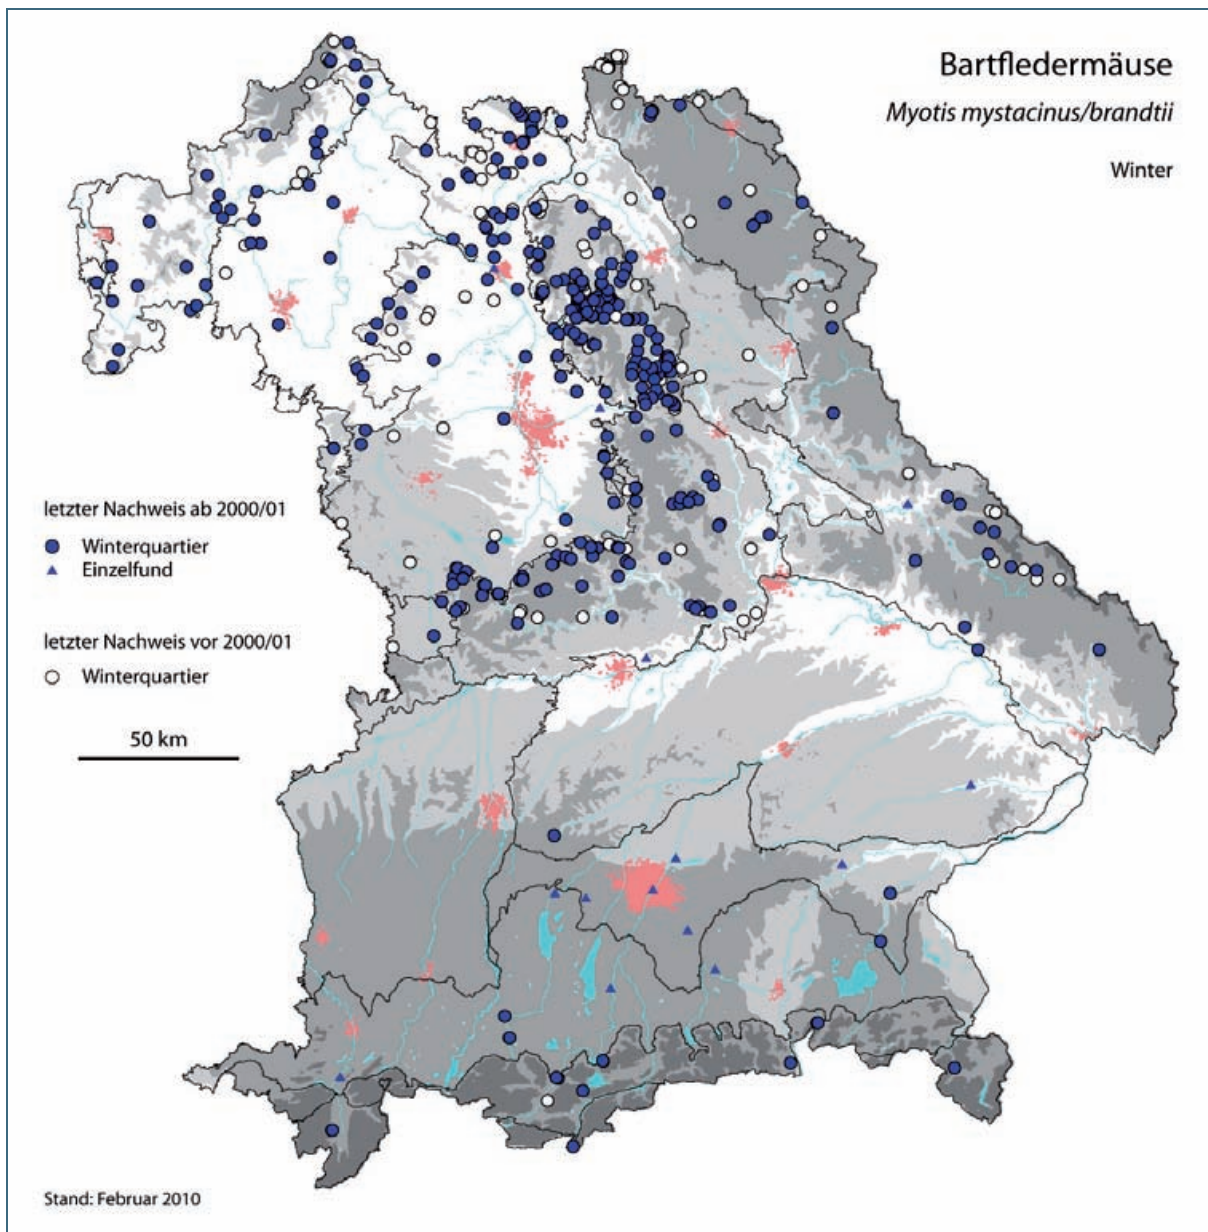 Bartfledermäuse
Myotis mystacinus/brandtii
Winter
letzter Nachweis ab 2000/01
Winterquartier
Einzelfund
letzter Nachweis vor 2000/01
Winterquartier
50 km
Stand: Februar 2010